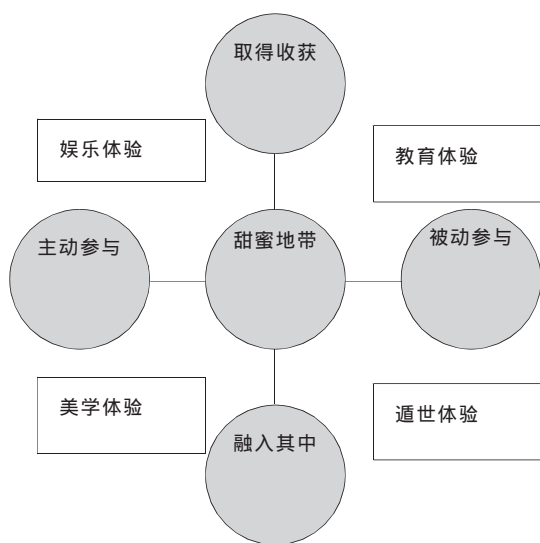 取得收获
娱乐体验
教育体验
主动参与
甜蜜地带
被动参与
美学体验
遁世体验
融入其中